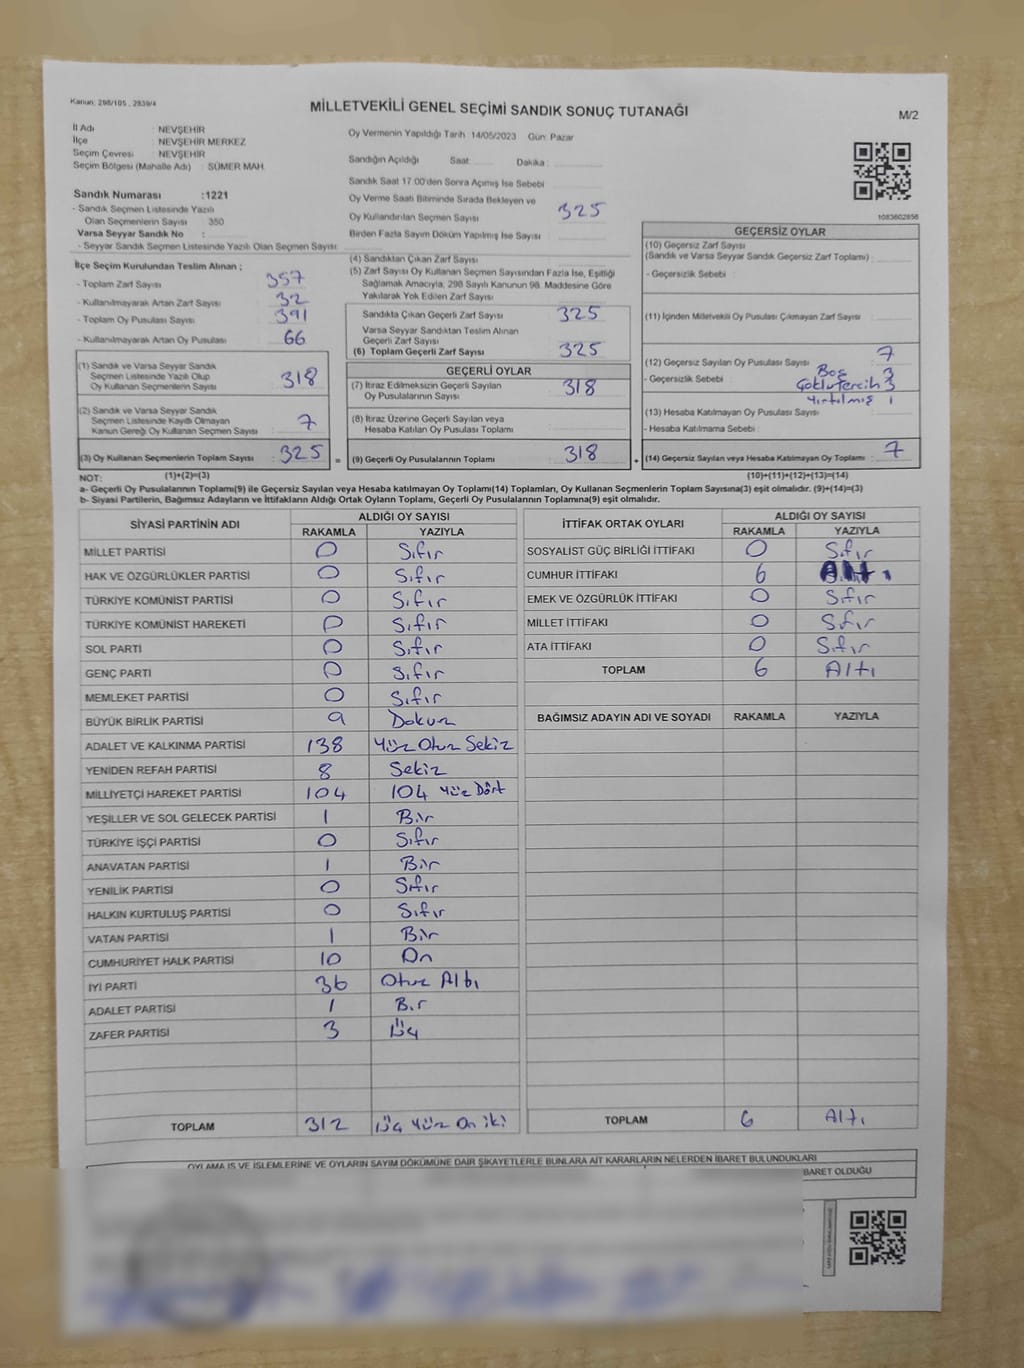 Kanun: 298/105 , 2839/4
MİLLETVEKİLİ GENEL SEÇİMİ SANDIK SONUÇ TUTANAĞI
M/2
İl Adı : NEVŞEHİR
İlçe : NEVŞEHİR MERKEZ
Seçim Çevresi : NEVŞEHİR
Seçim Bölgesi (Mahalle Adı) : SÜMER MAH.
Sandık Numarası :1221
- Sandık Seçmen Listesinde Yazılı
Olan Seçmenlerin Sayısı : 350
Varsa Seyyar Sandık No :
- Seyyar Sandık Seçmen Listesinde Yazılı Olan Seçmen Sayısı :
Oy Vermenin Yapıldığı Tarih :14/05/2023 Gün: Pazar
Sandığın Açıldığı Saat: Dakika :
Sandık Saat 17.00'den Sonra Açılmış İse Sebebi
Oy Verme Saati Bitiminde Sırada Bekleyen ve
Oy Kullandırılan Seçmen Sayısı 325
Birden Fazla Sayım Döküm Yapılmış İse Sayısı :
1083602856
İlçe Seçim Kurulundan Teslim Alınan ;
- Toplam Zarf Sayısı : 357
- Kullanılmayarak Artan Zarf Sayısı : 32
- Toplam Oy Pusulası Sayısı : 391
- Kullanılmayarak Artan Oy Pusulası : 66
(1) Sandık ve Varsa Seyyar Sandık
Seçmen Listesinde Yazılı Olup
Oy Kullanan Seçmenlerin Sayısı : 318
(2) Sandık ve Varsa Seyyar Sandık
Seçmen Listesinde Kayıtlı Olmayan
Kanun Gereği Oy Kullanan Seçmen Sayısı : 7
(3) Oy Kullanan Seçmenlerin Toplam Sayısı : 325 =
(4) Sandıktan Çıkan Zarf Sayısı :
(5) Zarf Sayısı Oy Kullanan Seçmen Sayısından Fazla İse, Eşitliği
Sağlamak Amacıyla, 298 Sayılı Kanunun 98. Maddesine Göre
Yakılarak Yok Edilen Zarf Sayısı :
Sandıkta Çıkan Geçerli Zarf Sayısı : 325
Varsa Seyyar Sandıktan Teslim Alınan
Geçerli Zarf Sayısı :
(6) Toplam Geçerli Zarf Sayısı : 325
GEÇERLİ OYLAR
(7) İtiraz Edilmeksizin Geçerli Sayılan
Oy Pusulalarının Sayısı : 318
(8) İtiraz Üzerine Geçerli Sayılan veya
Hesaba Katılan Oy Pusulası Toplamı :
(9) Geçerli Oy Pusulalarının Toplamı : 318 +
GEÇERSİZ OYLAR
(10) Geçersiz Zarf Sayısı
(Sandık ve Varsa Seyyar Sandık Geçersiz Zarf Toplamı) :
- Geçersizlik Sebebi :
(11) İçinden Milletvekili Oy Pusulası Çıkmayan Zarf Sayısı :
(12) Geçersiz Sayılan Oy Pusulası Sayısı : 7
- Geçersizlik Sebebi : Boş 3
Çoklu Tercih 3
Yırtılmış 1
(13) Hesaba Katılmayan Oy Pusulası Sayısı :
- Hesaba Katılmama Sebebi :
(14) Geçersiz Sayılan veya Hesaba Katılmayan Oy Toplamı : 7
NOT: (1)+(2)=(3) (10)+(11)+(12)+(13)=(14)
a- Geçerli Oy Pusulalarının Toplamı(9) ile Geçersiz Sayılan veya Hesaba katılmayan Oy Toplamı(14) Toplamları, Oy Kullanan Seçmenlerin Toplam Sayısına(3) eşit olmalıdır. (9)+(14)=(3)
b- Siyasi Partilerin, Bağımsız Adayların ve İttifakların Aldığı Ortak Oyların Toplamı, Geçerli Oy Pusulalarının Toplamına(9) eşit olmalıdır.
SİYASİ PARTİNİN ADI ALDIĞI OY SAYISI
RAKAMLA YAZIYLA
MİLLET PARTİSİ 0 Sıfır
HAK VE ÖZGÜRLÜKLER PARTİSİ 0 Sıfır
TÜRKİYE KOMÜNİST PARTİSİ 0 Sıfır
TÜRKİYE KOMÜNİST HAREKETİ 0 Sıfır
SOL PARTİ 0 Sıfır
GENÇ PARTİ 0 Sıfır
MEMLEKET PARTİSİ 0 Sıfır
BÜYÜK BİRLİK PARTİSİ 9 Dokuz
ADALET VE KALKINMA PARTİSİ 138 Yüz Otuz Sekiz
YENİDEN REFAH PARTİSİ 8 Sekiz
MİLLİYETÇİ HAREKET PARTİSİ 104 104 Yüz Dört
YEŞİLLER VE SOL GELECEK PARTİSİ 1 Bir
TÜRKİYE İŞÇİ PARTİSİ 0 Sıfır
ANAVATAN PARTİSİ 1 Bir
YENİLİK PARTİSİ 0 Sıfır
HALKIN KURTULUŞ PARTİSİ 0 Sıfır
VATAN PARTİSİ 1 Bir
CUMHURİYET HALK PARTİSİ 10 On
İYİ PARTİ 36 Otuz Altı
ADALET PARTİSİ 1 Bir
ZAFER PARTİSİ 3 Üç
TOPLAM 312 Üç Yüz On iki
İTTİFAK ORTAK OYLARI ALDIĞI OY SAYISI
RAKAMLA YAZIYLA
SOSYALİST GÜÇ BİRLİĞİ İTTİFAKI 0 Sıfır
CUMHUR İTTİFAKI 6 Altı
EMEK VE ÖZGÜRLÜK İTTİFAKI 0 Sıfır
MİLLET İTTİFAKI 0 Sıfır
ATA İTTİFAKI 0 Sıfır
TOPLAM 6 Altı
BAĞIMSIZ ADAYIN ADI VE SOYADI RAKAMLA YAZIYLA
TOPLAM 6 Altı
OYLAMA İŞ VE İŞLEMLERİNE VE OYLARIN SAYIM DÖKÜMÜNE DAİR ŞİKAYETLERLE BUNLARA AİT KARARLARIN NELERDEN İBARET BULUNDUKLARI
İBARET OLDUĞU